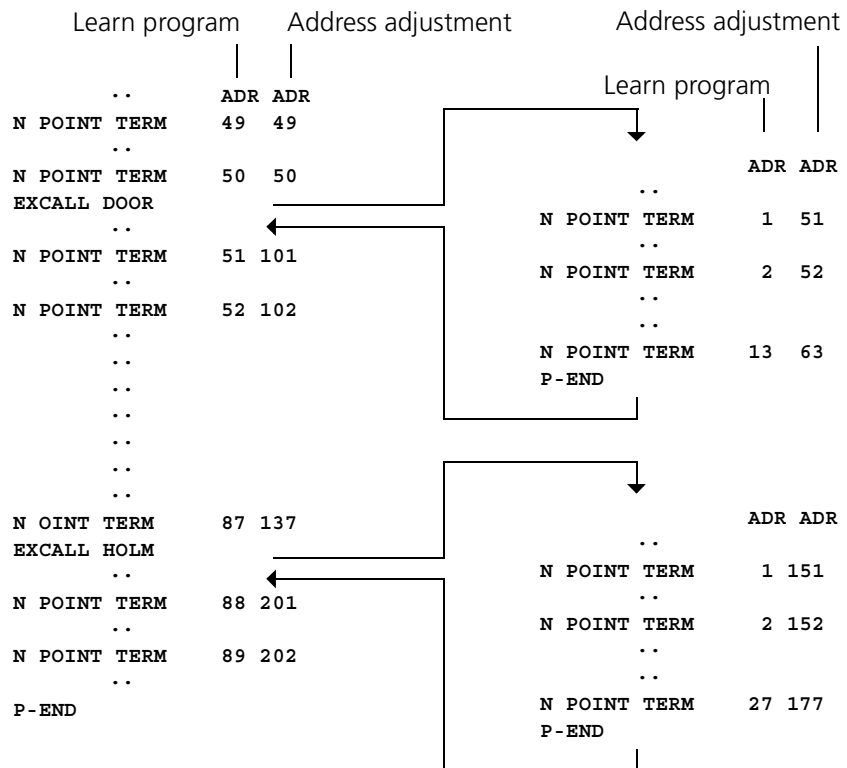 Learn program Address adjustment
.. ADR ADR
N POINT TERM 49 49
..
N POINT TERM 50 50
EXCALL DOOR
..
N POINT TERM 51 101
..
N POINT TERM 52 102
..
..
..
..
..
..
..
N OINT TERM 87 137
EXCALL HOLM
..
N POINT TERM 88 201
..
N POINT TERM 89 202
..
P-END
Address adjustment
Learn program
ADR ADR
..
N POINT TERM 1 51
..
N POINT TERM 2 52
..
..
N POINT TERM 13 63
P-END
ADR ADR
..
N POINT TERM 1 151
..
N POINT TERM 2 152
..
..
N POINT TERM 27 177
P-END